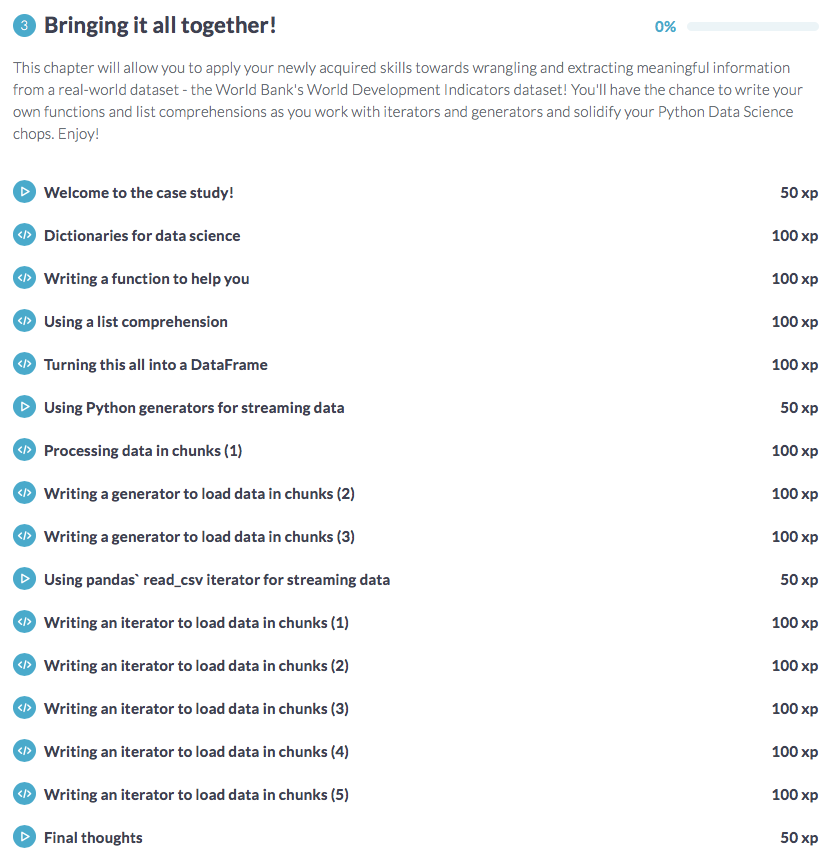 3 Bringing it all together! 0%
This chapter will allow you to apply your newly acquired skills towards wrangling and extracting meaningful information
from a real-world dataset - the World Bank's World Development Indicators dataset! You'll have the chance to write your
own functions and list comprehensions as you work with iterators and generators and solidify your Python Data Science
chops. Enjoy!
Welcome to the case study! 50 xp
Dictionaries for data science 100 xp
Writing a function to help you 100 xp
Using a list comprehension 100 xp
Turning this all into a DataFrame 100 xp
Using Python generators for streaming data 50 xp
Processing data in chunks (1) 100 xp
Writing a generator to load data in chunks (2) 100 xp
Writing a generator to load data in chunks (3) 100 xp
Using pandas` read_csv iterator for streaming data 50 xp
Writing an iterator to load data in chunks (1) 100 xp
Writing an iterator to load data in chunks (2) 100 xp
Writing an iterator to load data in chunks (3) 100 xp
Writing an iterator to load data in chunks (4) 100 xp
Writing an iterator to load data in chunks (5) 100 xp
Final thoughts 50 xp